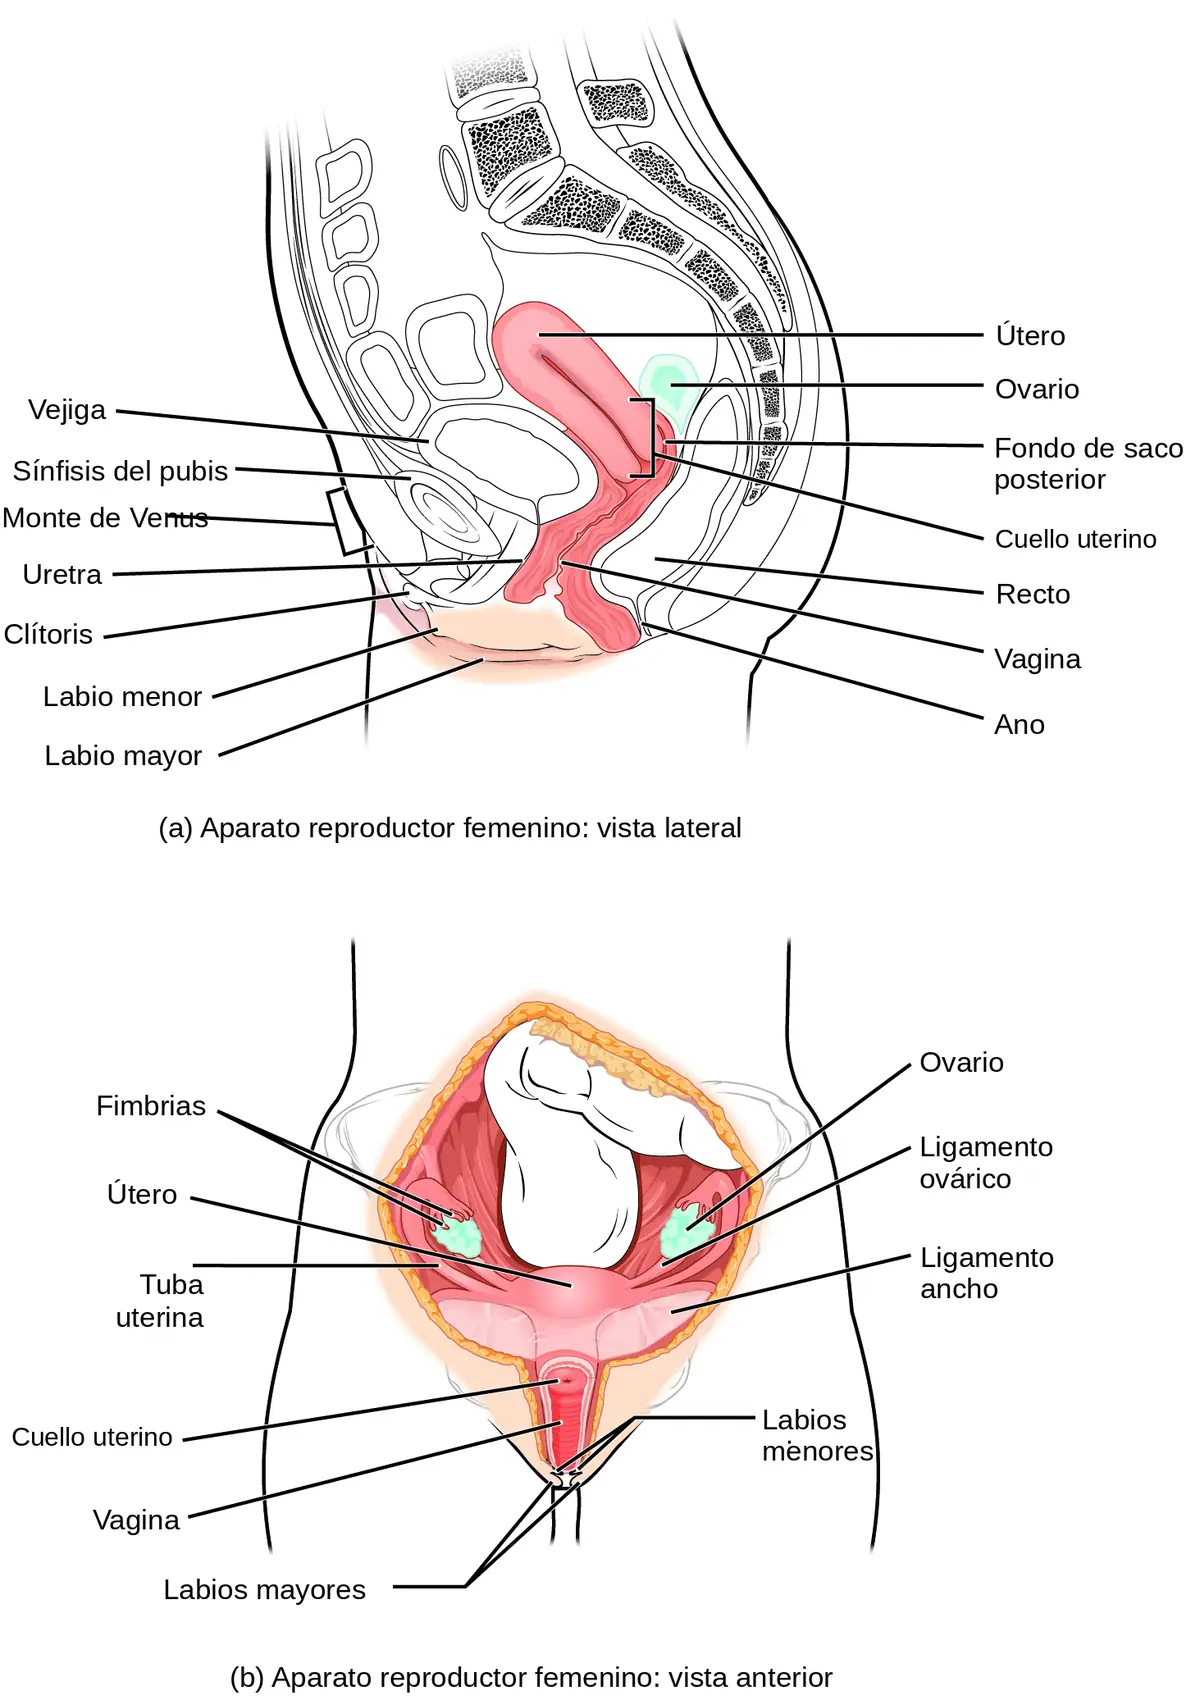 Útero
Ovario
Vejiga
Fondo de saco
posterior
Sínfisis del pubis
Monte de Venus
Cuello uterino
Uretra
Recto
Clítoris
Vagina
Labio menor
Ano
Labio mayor
(a) Aparato reproductor femenino: vista lateral
Ovario
Fimbrias
Ligamento
ovárico
Útero
Ligamento
ancho
Tuba
uterina
Labios
menores
Cuello uterino
Vagina
Labios mayores
(b) Aparato reproductor femenino: vista anterior